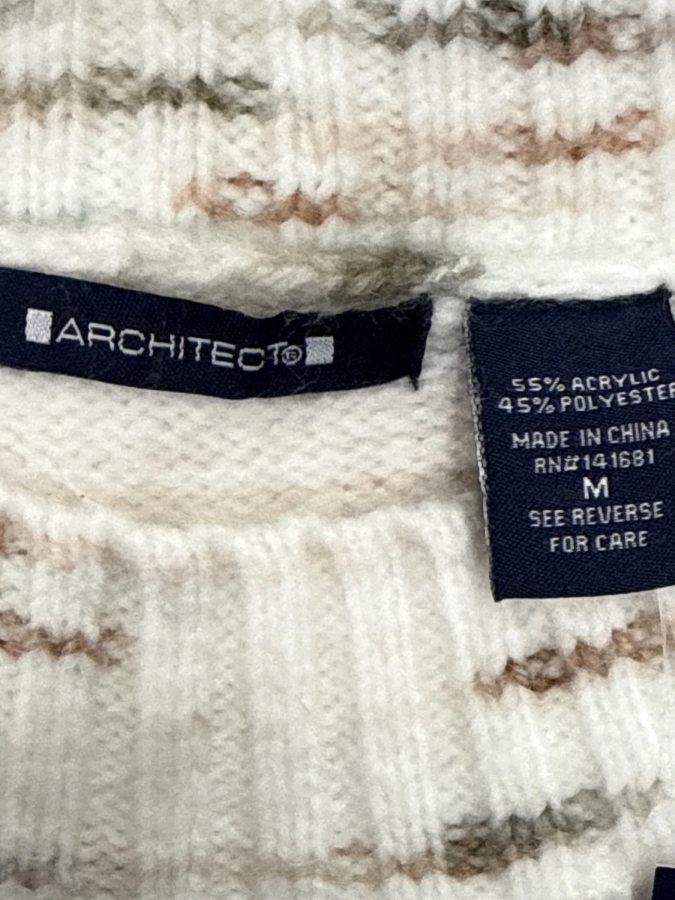 ARCHITECT®
55% ACRYLIC
45% POLYESTER
MADE IN CHINA
RN#141681
M
SEE REVERSE
FOR CARE